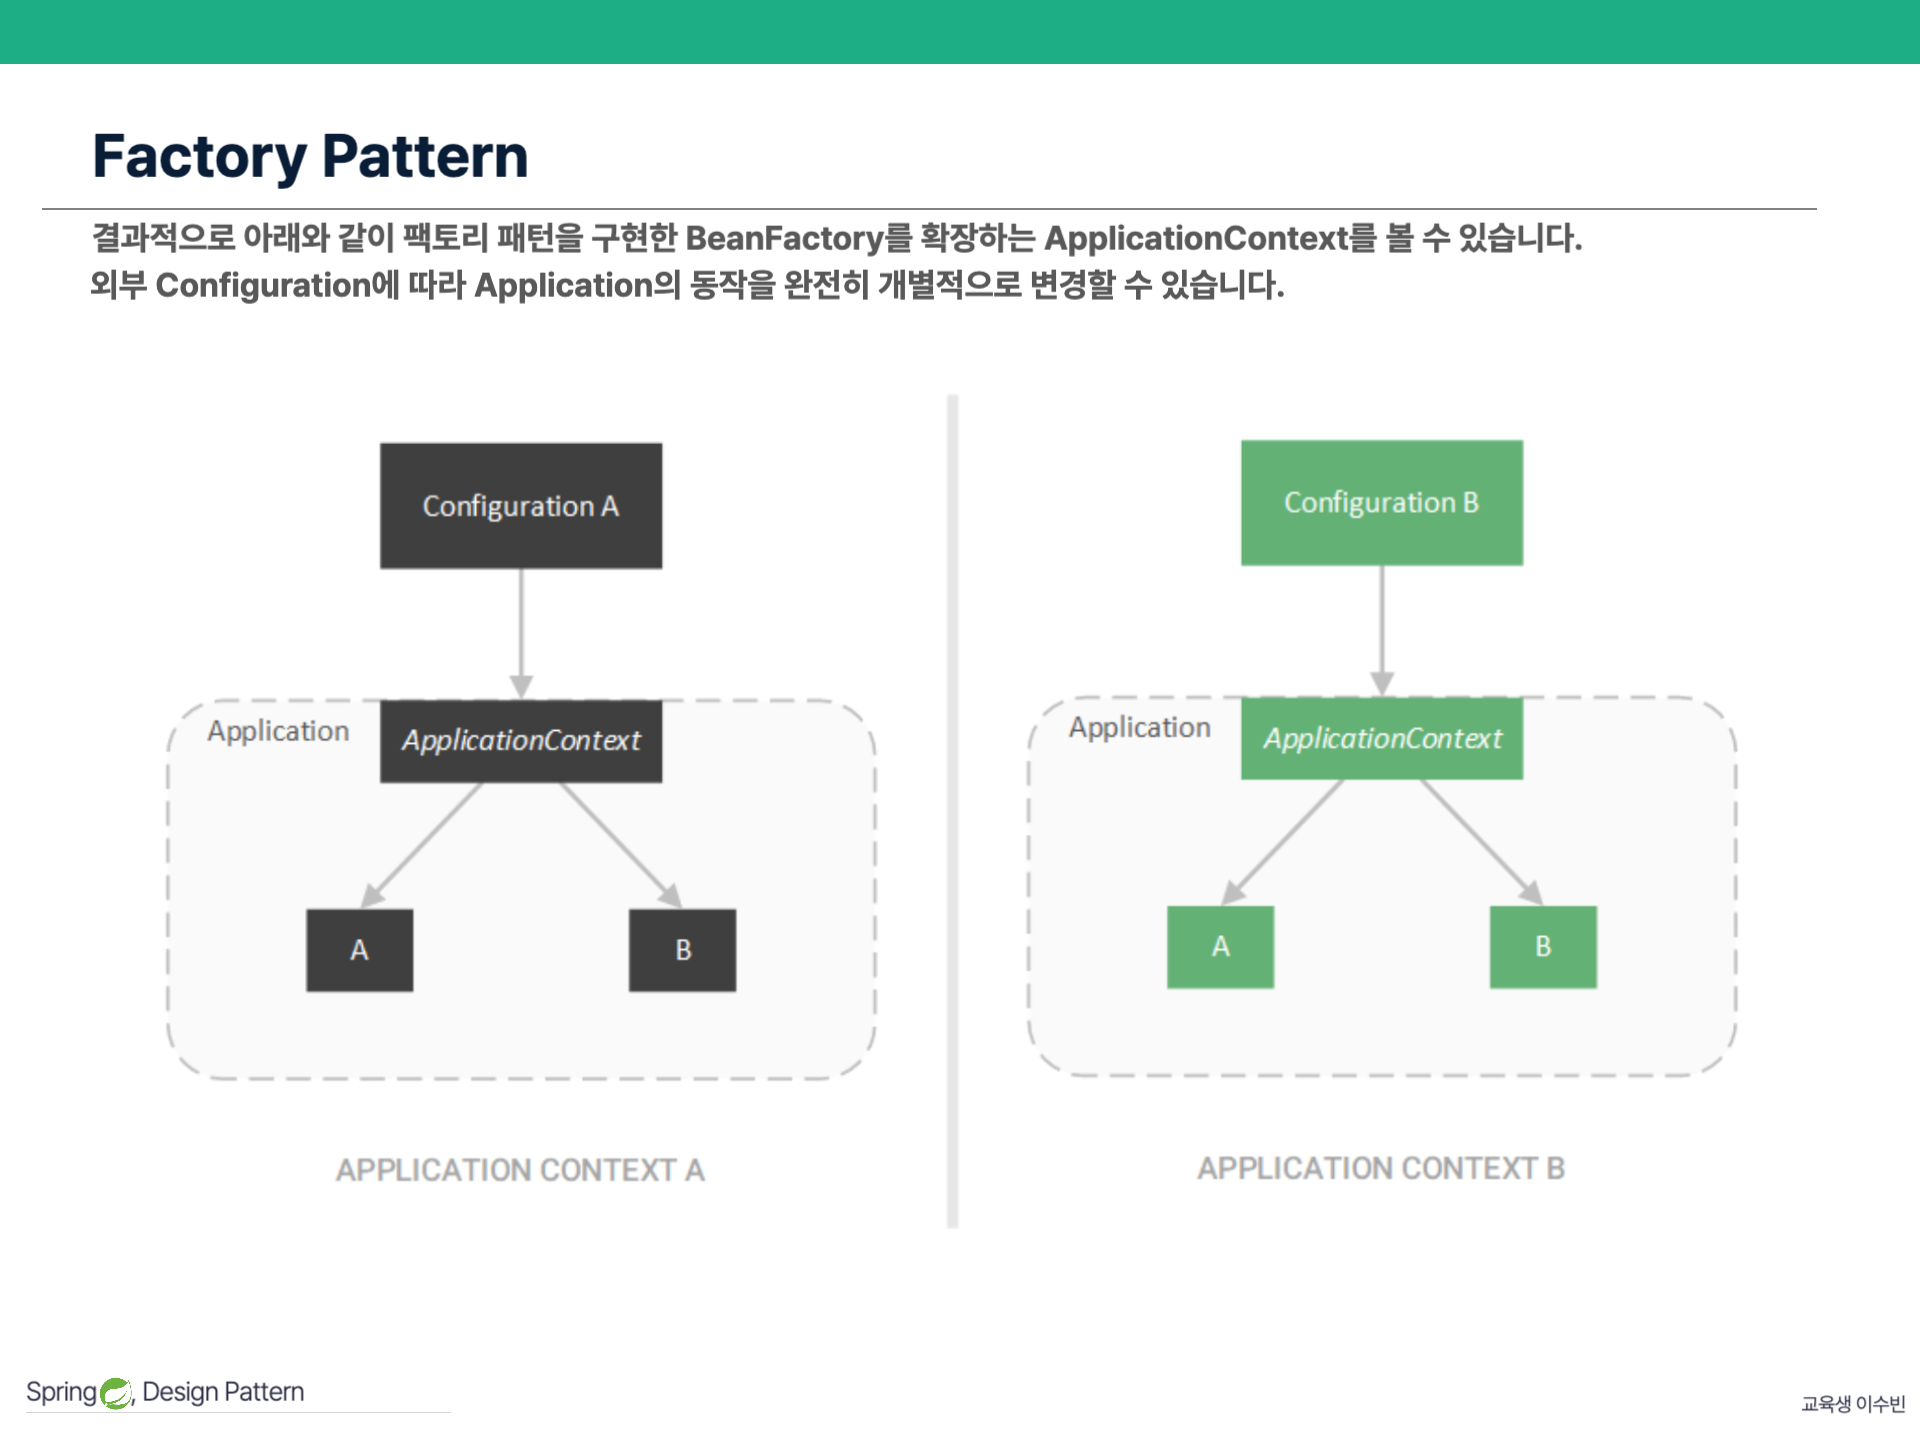 Factory Pattern
결과적으로 아래와 같이 팩토리 패턴을 구현한 BeanFactory를 확장하는 ApplicationContext를 볼 수 있습니다.
외부 Configuration에 따라 Application의 동작을 완전히 개별적으로 변경할 수 있습니다.
Configuration A
Application
ApplicationContext
A
B
APPLICATION CONTEXT A
Configuration B
Application
ApplicationContext
A
B
APPLICATION CONTEXT B
Spring, Design Pattern
교육생 이수빈